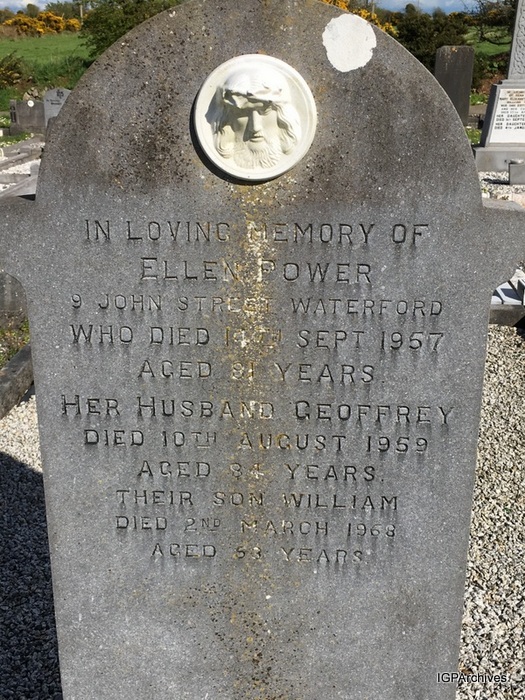 IN LOVING MEMORY OF
ELLEN POWER
9 JOHN STREET WATERFORD
WHO DIED SEPT 1957
AGED YEARS.
HER HUSBAND GEOFFREY
DIED 10TH AUGUST 1959
AGED 84 YEARS.
THEIR SON WILLIAM
DIED 2ND MARCH 1968
AGED 53 YEARS
IGPArchives